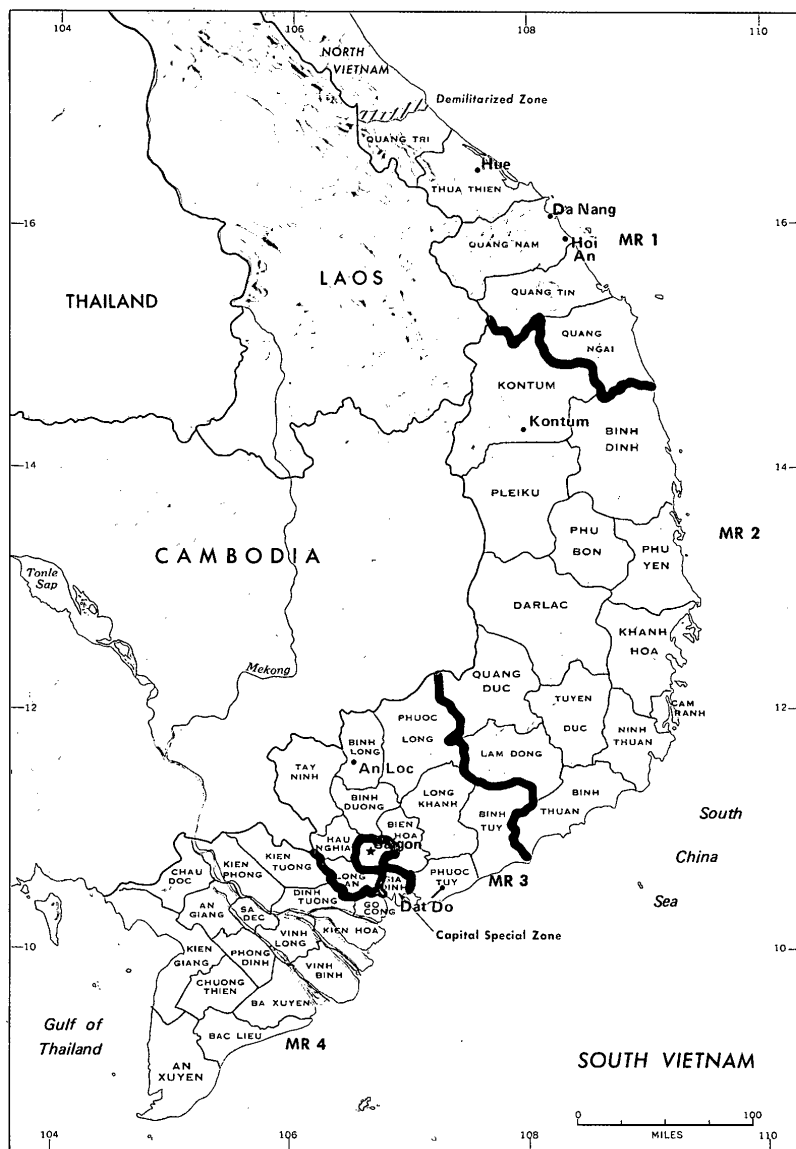 104
106
108
110
NORTH
VIETNAM
Demilitarized Zone
QUANG TRI
Hue
THUA THIEN
Da Nang
16
16
QUANG NAM
Hoi
An
MR 1
LAOS
THAILAND
QUANG TIN
QUANG
NGAI
KONTUM
Kontum
BINH
DINH
14
14
PLEIKU
PHU
BON
PHU
YEN
MR 2
CAMBODIA
Tonle
Sap
DARLAC
KHANH
HOA
Mekong
QUANG
DUC
TUYEN
DUC
CAM
RANH
12
12
PHUOC
LONG
NINH
THUAN
BINH
LONG
LAM DONG
An Loc
TAY
NINH
BINH
DUONG
LONG
KHANH
BINH
TUY
BINH
THUAN
BIEN
HOA
South
China
Sea
HAU
NGHIA
Saigon
KIEN
TUONG
KIEN
PHONG
CHAU
DOC
LONG
AN
GIA
DINH
PHUOC
TUY
MR 3
DINH
TUONG
Dat Do
GO
CONG
AN
GIANG
SA
DEC
KIEN HOA
Capital Special Zone
VINH
LONG
10
10
KIEN
GIANG
PHONG
DINH
VINH
BINH
CHUONG
THIEN
BA XUYEN
Gulf of
Thailand
BAC LIEU
MR 4
AN
XUYEN
SOUTH VIETNAM
0
100
MILES
104
106
108
110